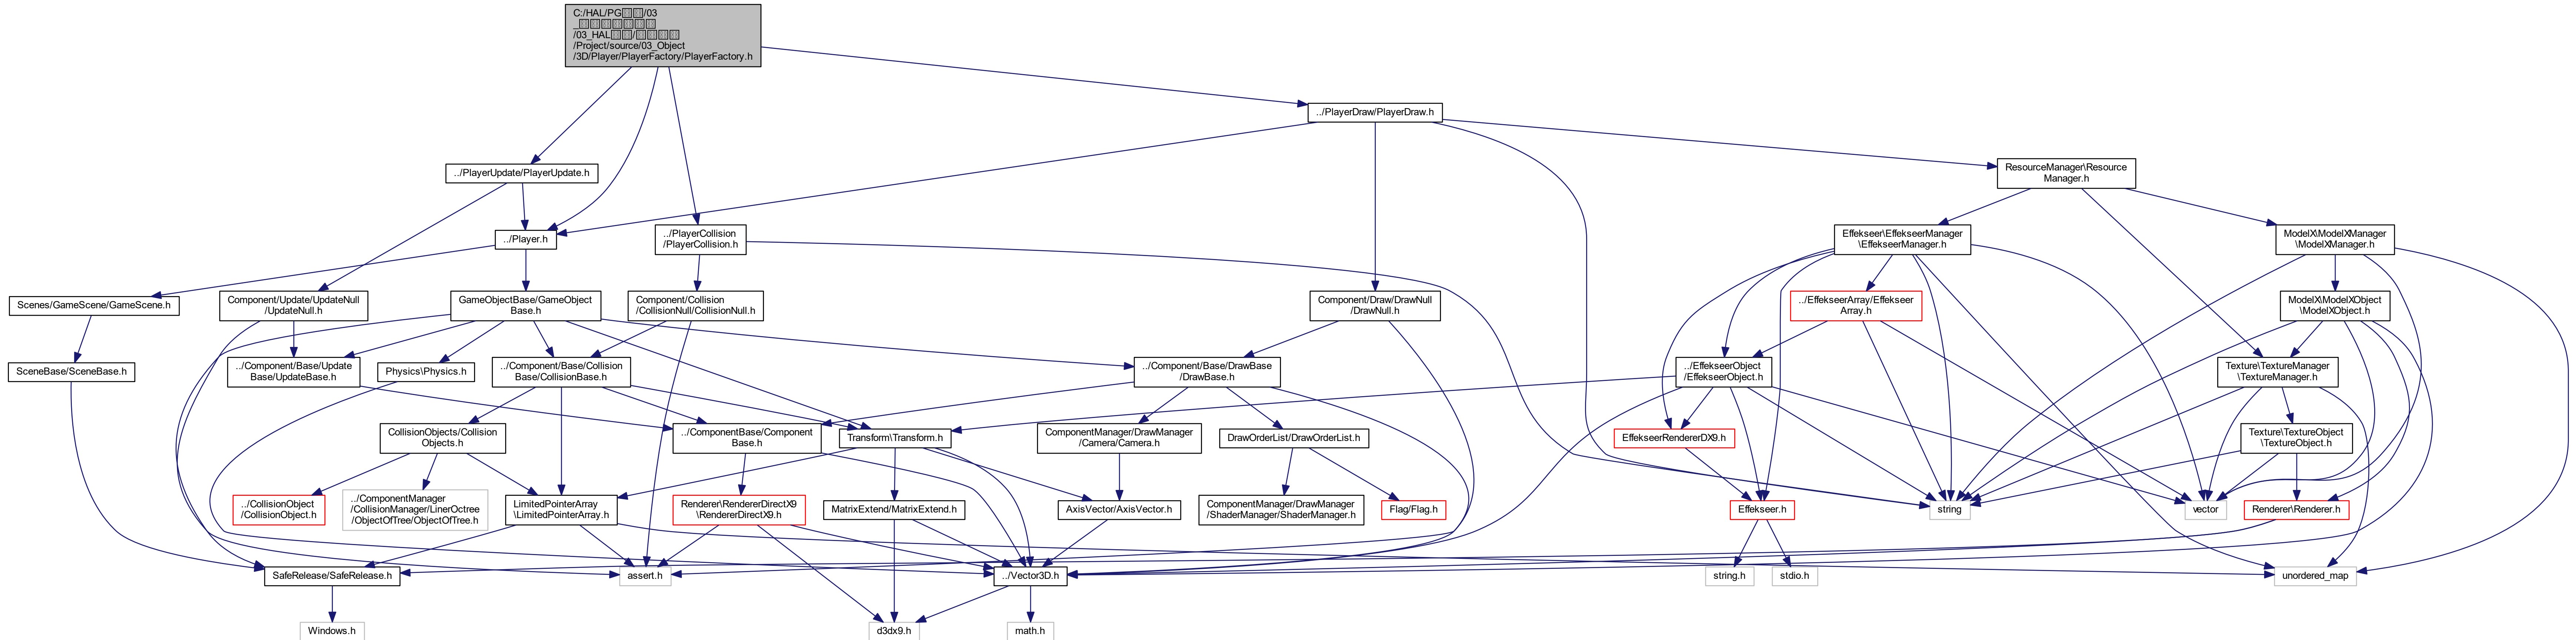 C:/HAL/PG/03
_
/03_HAL/
/Project/source/03_Object
/3D/Player/PlayerFactory/PlayerFactory.h
../PlayerDraw/PlayerDraw.h
../PlayerUpdate/PlayerUpdate.h
ResourceManager\Resource
Manager.h
../Player.h
../PlayerCollision
/PlayerCollision.h
Effekseer\EffekseerManager
\EffekseerManager.h
ModelX\ModelXManager
\ModelXManager.h
Scenes/GameScene/GameScene.h
Component/Update/UpdateNull
/UpdateNull.h
GameObjectBase/GameObject
Base.h
Component/Collision
/CollisionNull/CollisionNull.h
Component/Draw/DrawNull
/DrawNull.h
../EffekseerArray/Effekseer
Array.h
ModelX\ModelXObject
\ModelXObject.h
SceneBase/SceneBase.h
../Component/Base/Update
Base/UpdateBase.h
Physics\Physics.h
../Component/Base/Collision
Base/CollisionBase.h
../Component/Base/DrawBase
/DrawBase.h
../EffekseerObject
/EffekseerObject.h
Texture\TextureManager
\TextureManager.h
CollisionObjects/Collision
Objects.h
../ComponentBase/Component
Base.h
Transform\Transform.h
ComponentManager/DrawManager
/Camera/Camera.h
DrawOrderList/DrawOrderList.h
EffekseerRendererDX9.h
Texture\TextureObject
\TextureObject.h
../CollisionObject
/CollisionObject.h
../ComponentManager
/CollisionManager/LinerOctree
/ObjectOfTree/ObjectOfTree.h
LimitedPointerArray
\LimitedPointerArray.h
Renderer\RendererDirectX9
\RendererDirectX9.h
MatrixExtend/MatrixExtend.h
AxisVector/AxisVector.h
ComponentManager/DrawManager
/ShaderManager/ShaderManager.h
Flag/Flag.h
Effekseer.h
string
vector
Renderer\Renderer.h
SafeRelease/SafeRelease.h
assert.h
../Vector3D.h
string.h
stdio.h
unordered_map
Windows.h
d3dx9.h
math.h